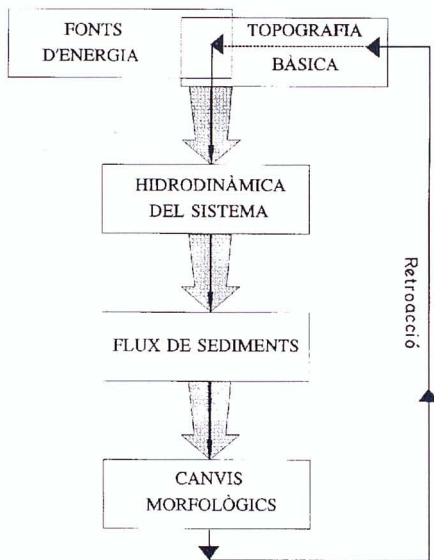 FONTS
D'ENERGIA
TOPOGRAFIA
BÀSICA
HIDRODINÀMICA
DEL SISTEMA
Retroacció
FLUX DE SEDIMENTS
CANVIS
MORFOLÒGICS